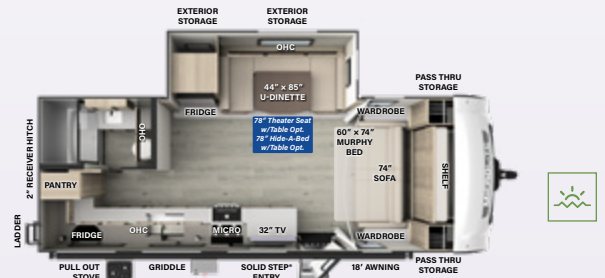 EXTERIOR
STORAGE
EXTERIOR
STORAGE
OHC
44" x 85"
U-DINETTE
FRIDGE
78" Theater Seat
w/Table Opt.
78" Hide-A-Bed
w/Table Opt.
PASS THRU
STORAGE
WARDROBE
60" x 74"
MURPHY
BED
74"
SOFA
SHELF
OHC
2" RECEIVER HITCH
PANTRY
LADDER
FRIDGE
OHC
MICRO
32" TV
WARDROBE
PULL OUT
STOVE
GRIDDLE
SOLID STEP®
ENTRY
18' AWNING
PASS THRU
STORAGE